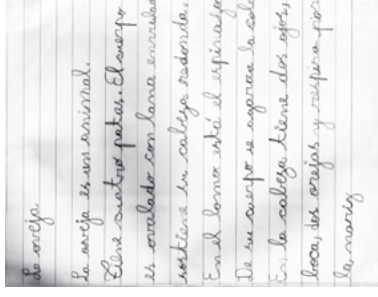 La oveja
La oveja es un animal.
Tiene cuatro patas. El cuerpo
es ovalado con lana enrulada
sostiene su cabeza redonda.
En el lomo está el espinazo
De su cuerpo se agarra la cola
En la cabeza tiene dos ojos,
boca, dos orejas y respira por
la nariz